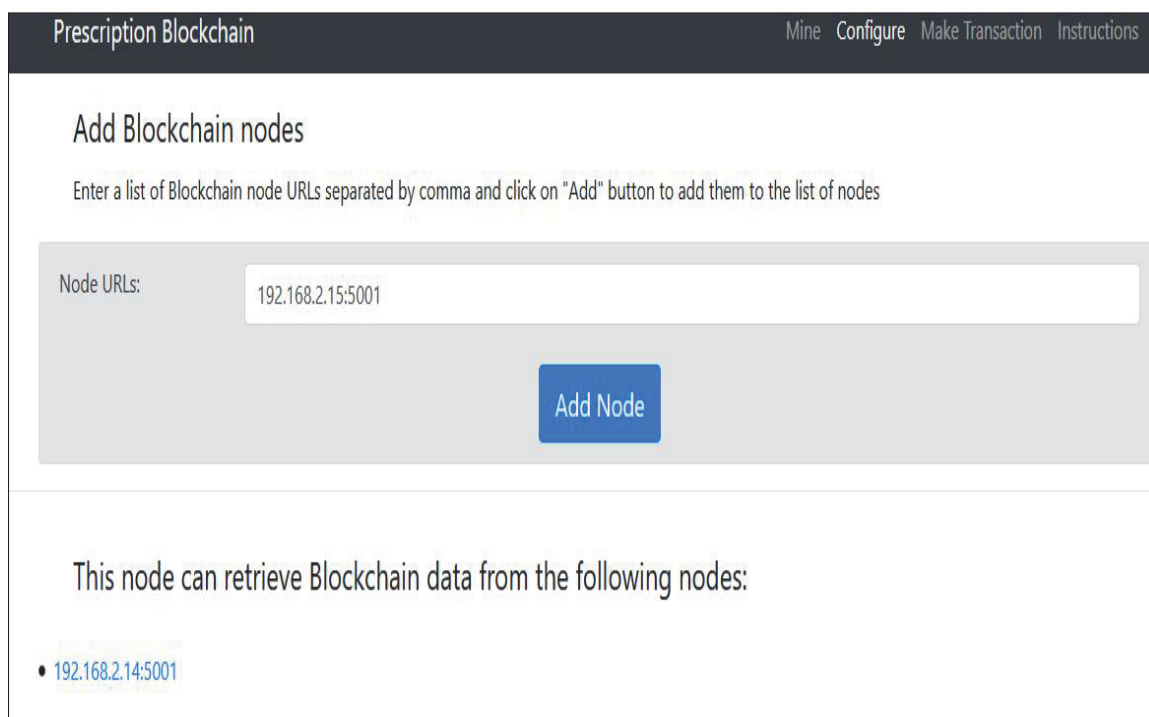 Prescription Blockchain
Mine Configure Make Transaction Instructions
Add Blockchain nodes
Enter a list of Blockchain node URLs separated by comma and click on "Add" button to add them to the list of nodes
Node URLs:
192.168.2.15:5001
Add Node
This node can retrieve Blockchain data from the following nodes:
• 192.168.2.14:5001